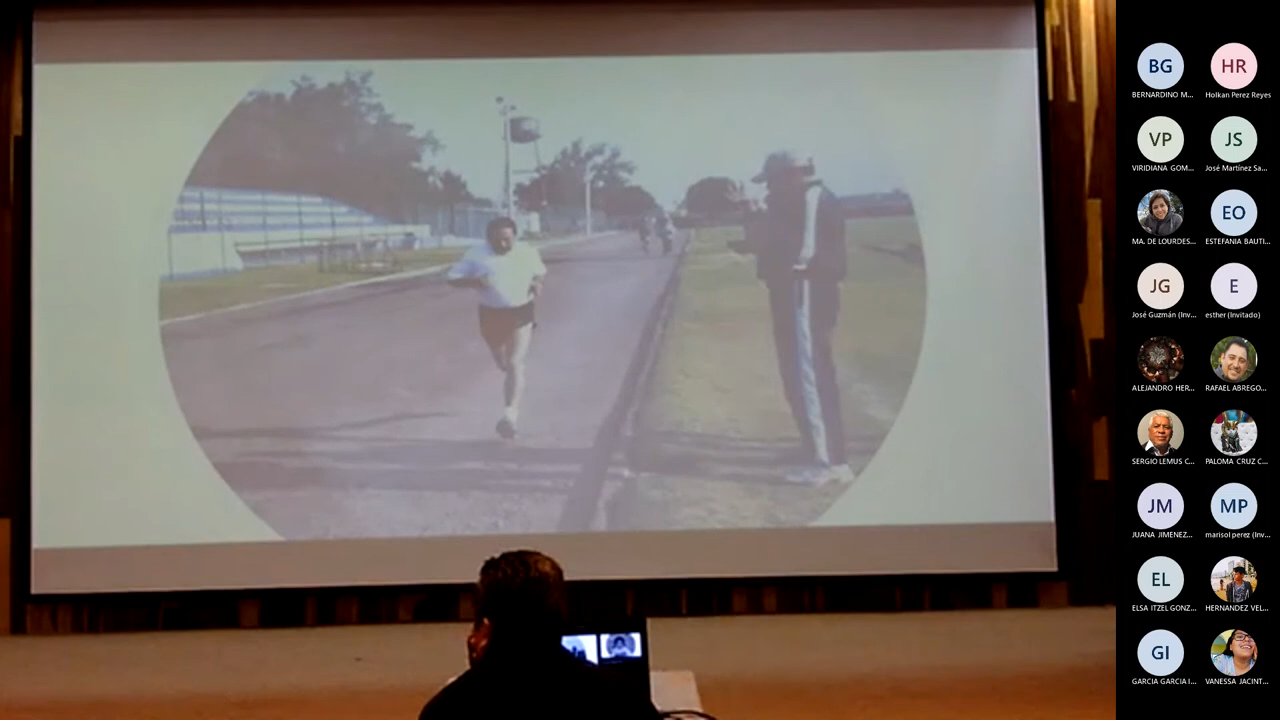 BG
HR
BERNARDINO M...
Holkan Perez Reyes
VP
JS
VIRIDIANA GOM...
José Martínez Sa...
MA. DE LOURDES...
EO
ESTEFANIA BAUTI...
JG
E
José Guzmán (Inv...
esther (Invitado)
ALEJANDRO HER...
RAFAEL ABREGO...
SERGIO LEMUS C...
PALOMA CRUZ C...
JM
MP
JUANA JIMENEZ...
marisol perez (Inv...
EL
ELSA ITZEL GONZ...
HERNANDEZ VEL...
GI
GARCIA GARCIA I...
VANESSA JACINT...